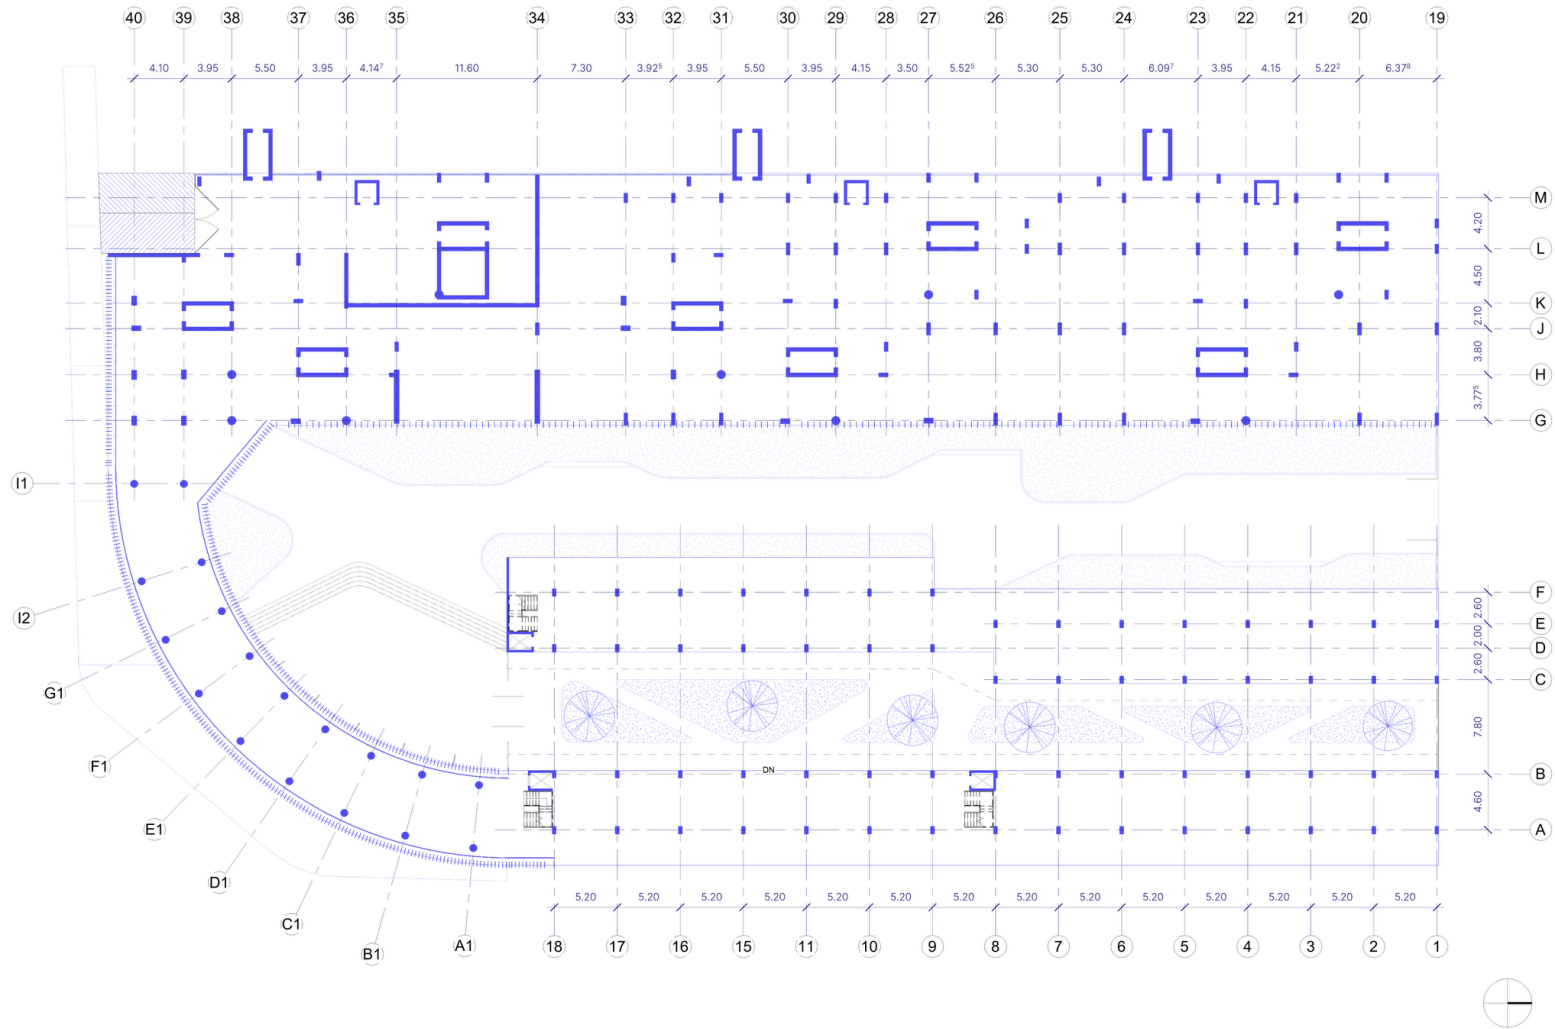 40 39 38 37 36 35 34 33 32 31 30 29 28 27 26 25 24 23 22 21 20 19
4.10 3.95 5.50 3.95 4.14⁷ 11.60 7.30 3.92⁵ 3.95 5.50 3.95 4.15 3.50 5.52⁵ 5.30 5.30 6.09⁷ 3.95 4.15 5.22² 6.37⁸
M
4.20
L
4.50
K
2.10
J
3.80
H
3.77⁵
G
I1
I2
G1
F1
E1
D1
C1
B1
A1
F
2.60
E
2.00
D
2.60
C
7.80
DN
B
4.60
A
5.20 5.20 5.20 5.20 5.20 5.20 5.20 5.20 5.20 5.20 5.20 5.20 5.20 5.20
18 17 16 15 11 10 9 8 7 6 5 4 3 2 1